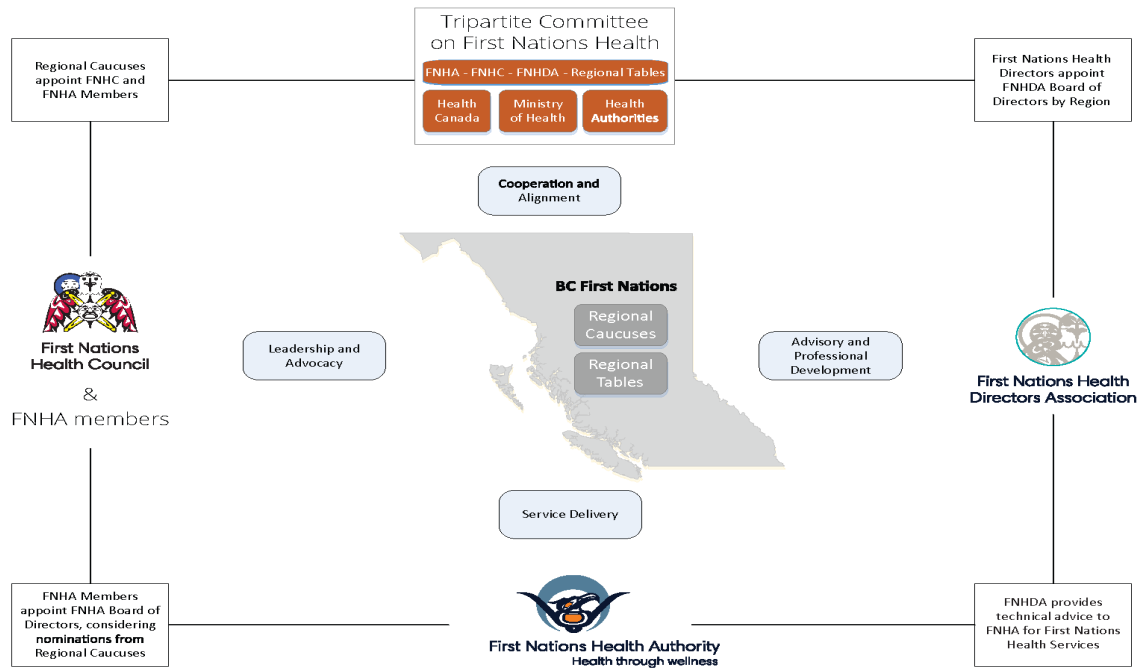 Tripartite Committee
on First Nations Health
FNHA - FNHC - FNHDA - Regional Tables
Health
Canada
Ministry
of Health
Health
Authorities
Regional Caucuses
appoint FNHC and
FNHA Members
First Nations Health
Directors appoint
FNHDA Board of
Directors by Region
Cooperation and
Alignment
BC First Nations
Regional
Caucuses
Regional
Tables
First Nations
Health Council
&
FNHA members
Leadership and
Advocacy
Advisory and
Professional
Development
First Nations Health
Directors Association
Service Delivery
FNHA Members
appoint FNHA Board of
Directors, considering
nominations from
Regional Caucuses
First Nations Health Authority
Health through wellness
FNHDA provides
technical advice to
FNHA for First Nations
Health Services